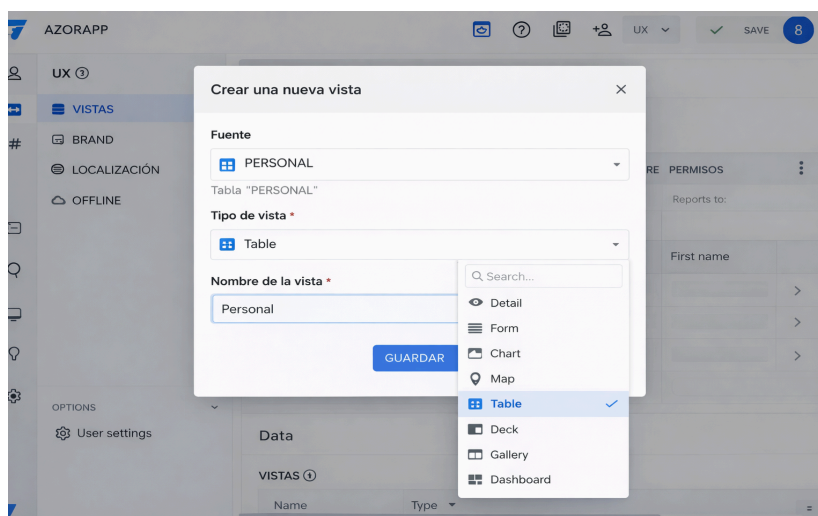 AZORAPP
UX
SAVE
8
UX 3
VISTAS
BRAND
LOCALIZACIÓN
OFFLINE
OPTIONS
User settings
Crear una nueva vista
Fuente
PERSONAL
Tabla "PERSONAL"
Tipo de vista *
Table
Nombre de la vista *
Personal
GUARDAR
Search...
Detail
Form
Chart
Map
Table
Deck
Gallery
Dashboard
RE PERMISOS
Reports to:
First name
Data
VISTAS
Name Type